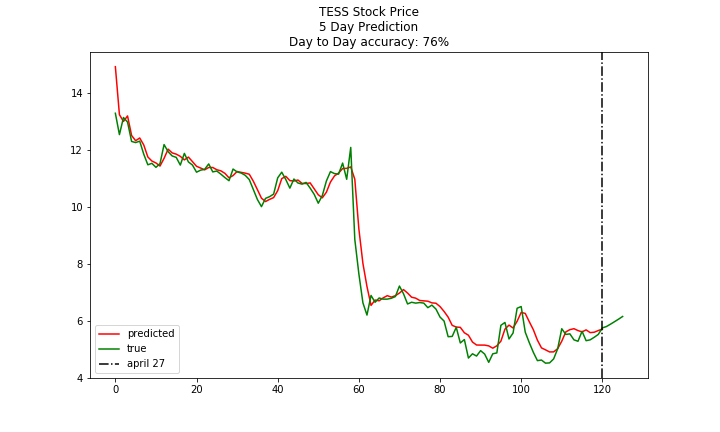 TESS Stock Price
5 Day Prediction
Day to Day accuracy: 76%
14
12
10
8
6
4
0
20
40
60
80
100
120
predicted
true
april 27